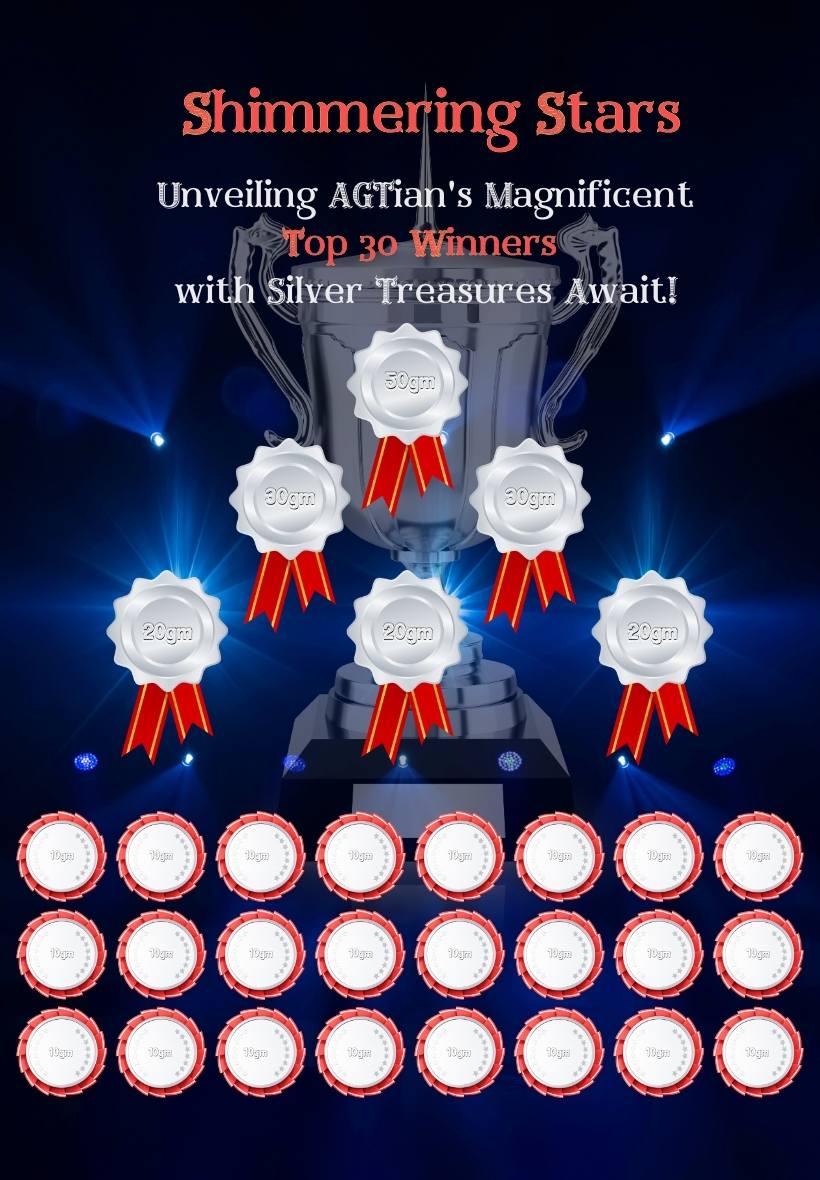 Shimmering Stars
Unveiling AGTian's Magnificent
Top 30 Winners
with Silver Treasures Await!
50gm
30gm 30gm
20gm 20gm 20gm
10gm 10gm 10gm 10gm 10gm 10gm 10gm 10gm
10gm 10gm 10gm 10gm 10gm 10gm 10gm 10gm
10gm 10gm 10gm 10gm 10gm 10gm 10gm 10gm